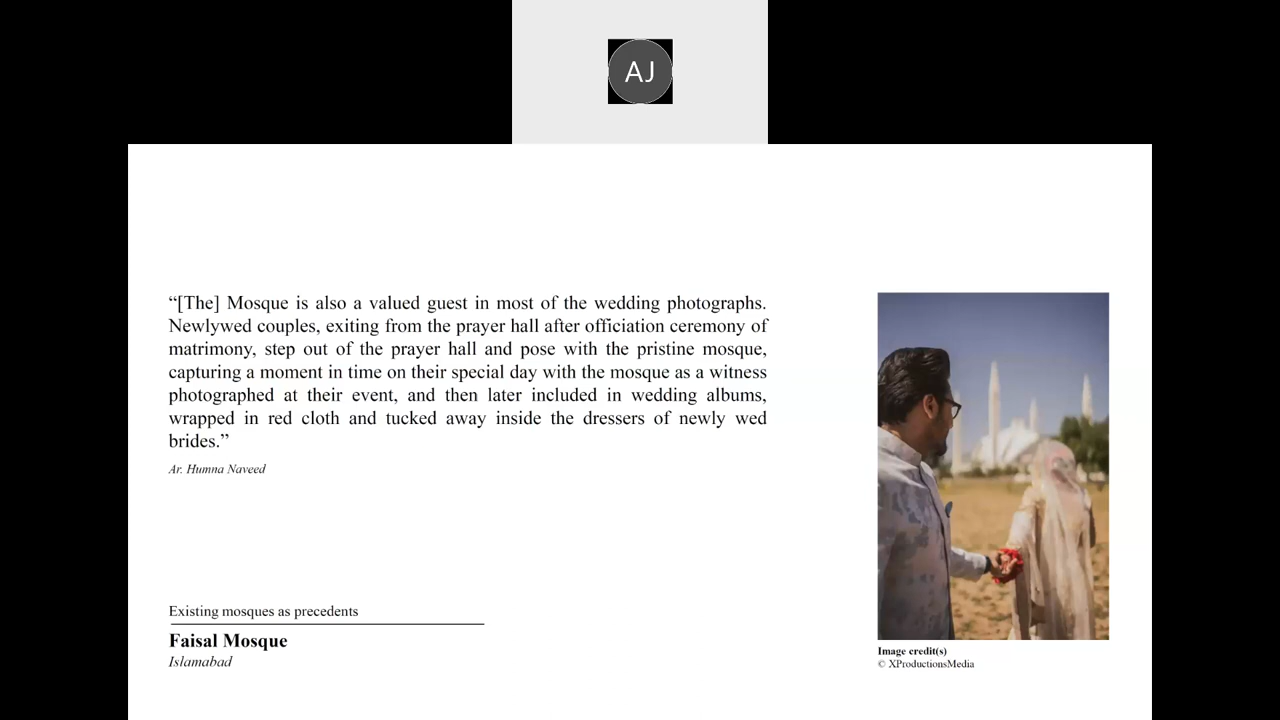 AJ
“[The] Mosque is also a valued guest in most of the wedding photographs.
Newlywed couples, exiting from the prayer hall after officiation ceremony of
matrimony, step out of the prayer hall and pose with the pristine mosque,
capturing a moment in time on their special day with the mosque as a witness
photographed at their event, and then later included in wedding albums,
wrapped in red cloth and tucked away inside the dressers of newly wed
brides.”
Ar. Humna Naveed
Existing mosques as precedents
Faisal Mosque
Islamabad
Image credit(s)
© XProductionsMedia